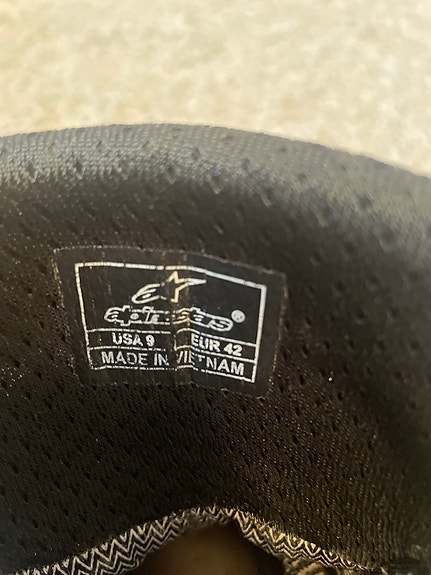 alpinestars®
USA 9 EUR 42
MADE IN VIETNAM